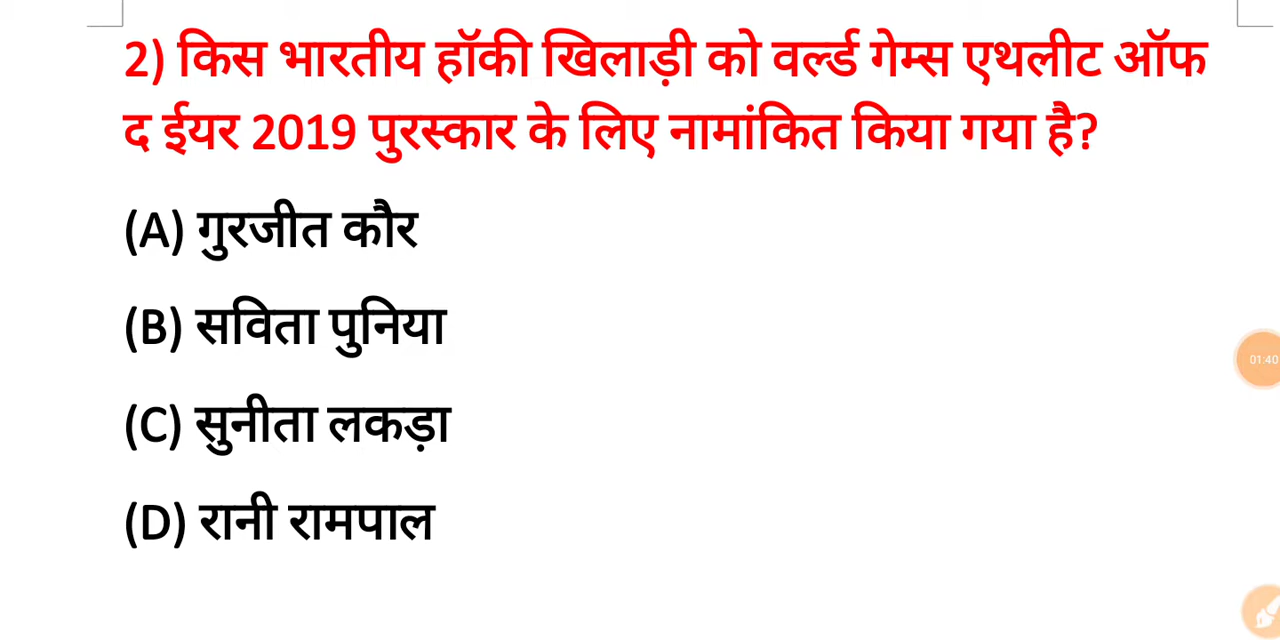 2) किस भारतीय हॉकी खिलाड़ी को वर्ल्ड गेम्स एथलीट ऑफ
द ईयर 2019 पुरस्कार के लिए नामांकित किया गया है?
(A) गुरजीत कौर
(B) सविता पुनिया
01:40
(C) सुनीता लकड़ा
(D) रानी रामपाल